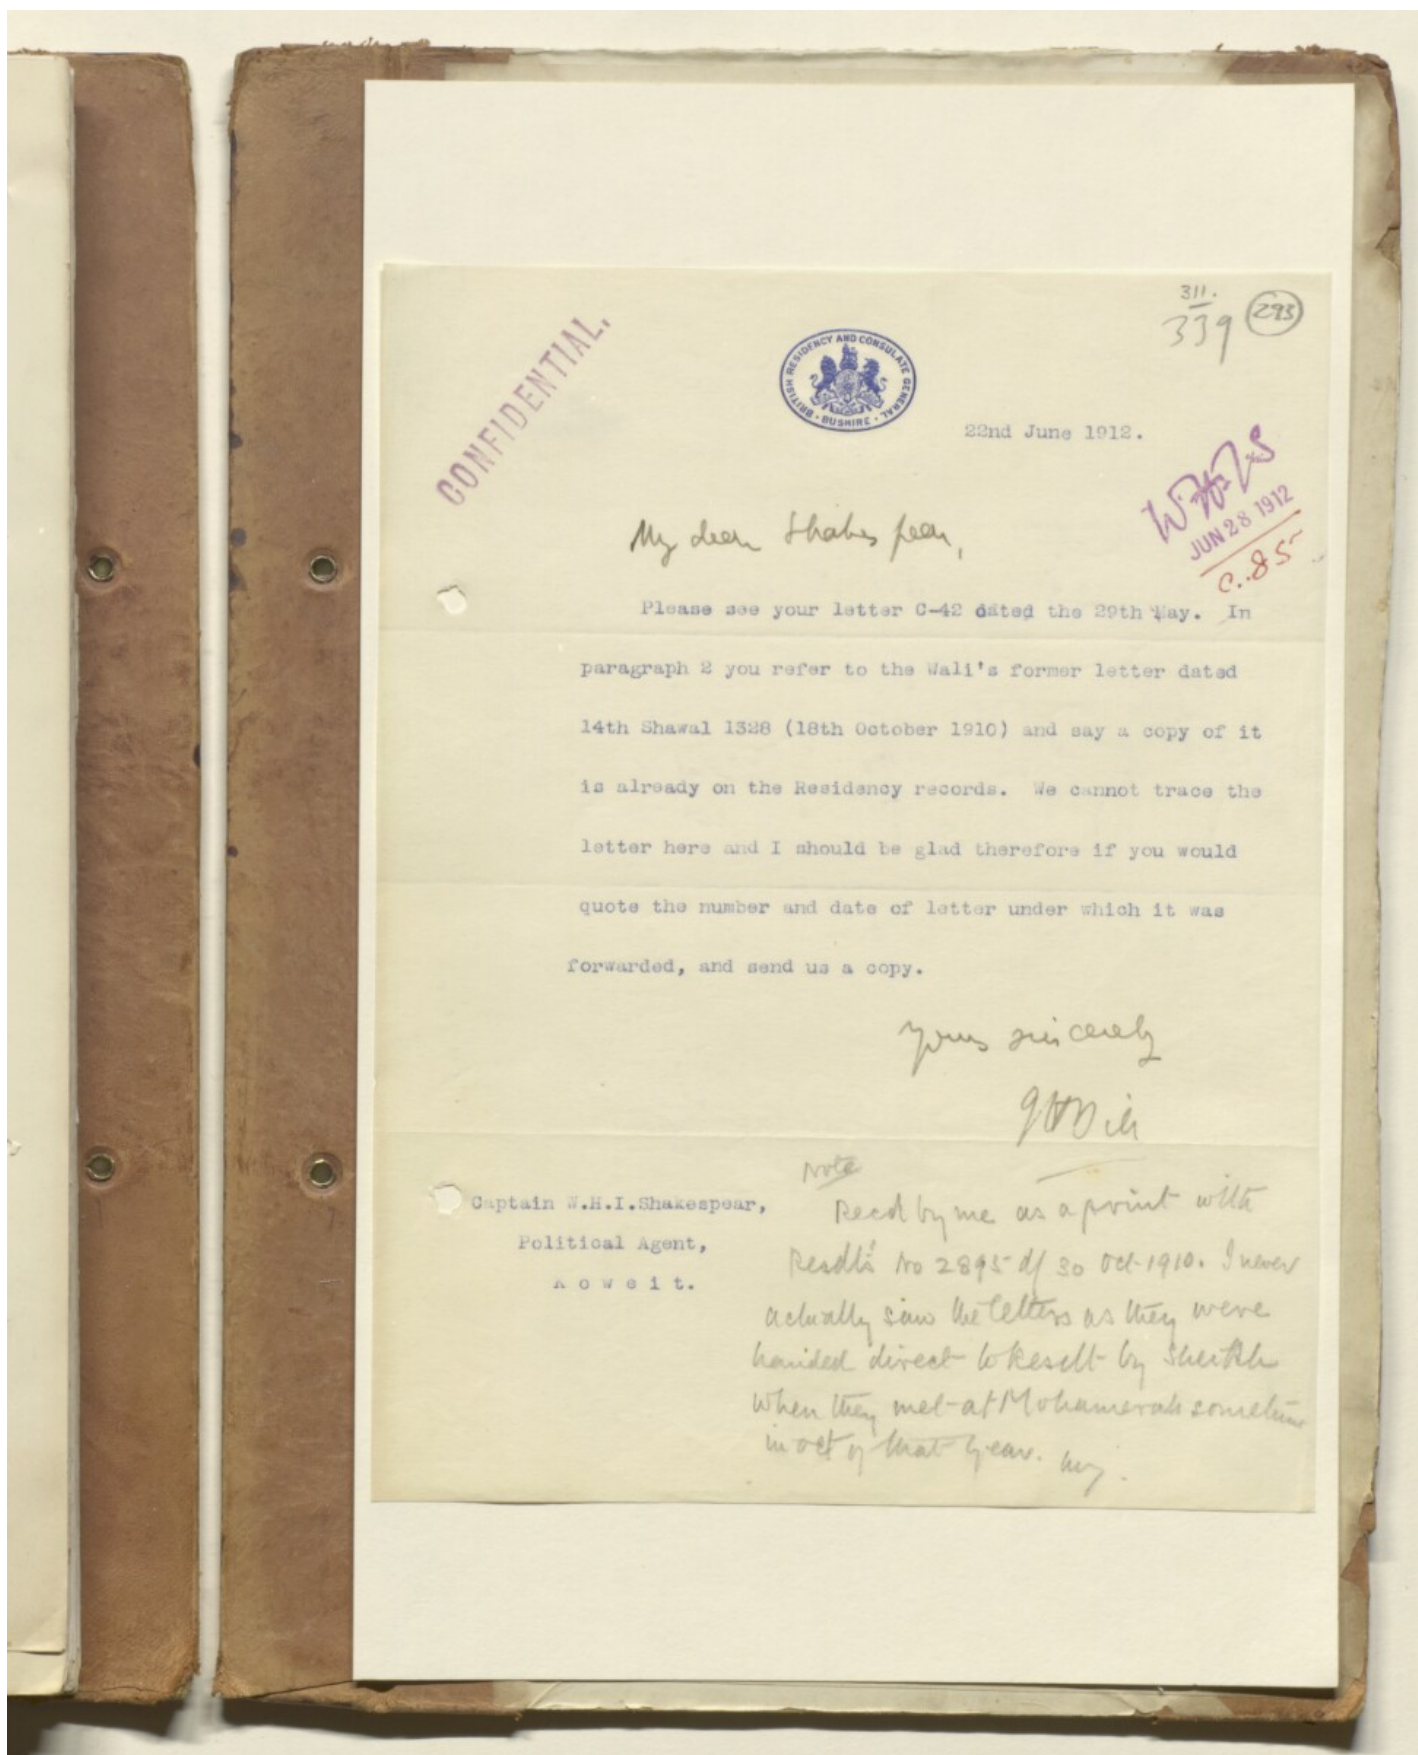 311.
339
293
CONFIDENTIAL.
BRITISH RESIDENCY AND CONSULATE GENERAL
· BUSHIRE ·
22nd June 1912.
W.H.I.S
JUN 28 1912
C..85
My dear Shakespear,
Please see your letter C-42 dated the 29th May. In
paragraph 2 you refer to the Wali's former letter dated
14th Shawal 1328 (18th October 1910) and say a copy of it
is already on the Residency records. We cannot trace the
letter here and I should be glad therefore if you would
quote the number and date of letter under which it was
forwarded, and send us a copy.
Yours sincerely
Captain W.H.I.Shakespear,
Political Agent,
Koweit.
Note
Recd by me as a print with
Resdt's No 2895 d/ 30 Oct 1910. I never
actually saw the letters as they were
handed direct to Resdt by Sheikh
when they met at Mohamerah sometime
in oct of that year.